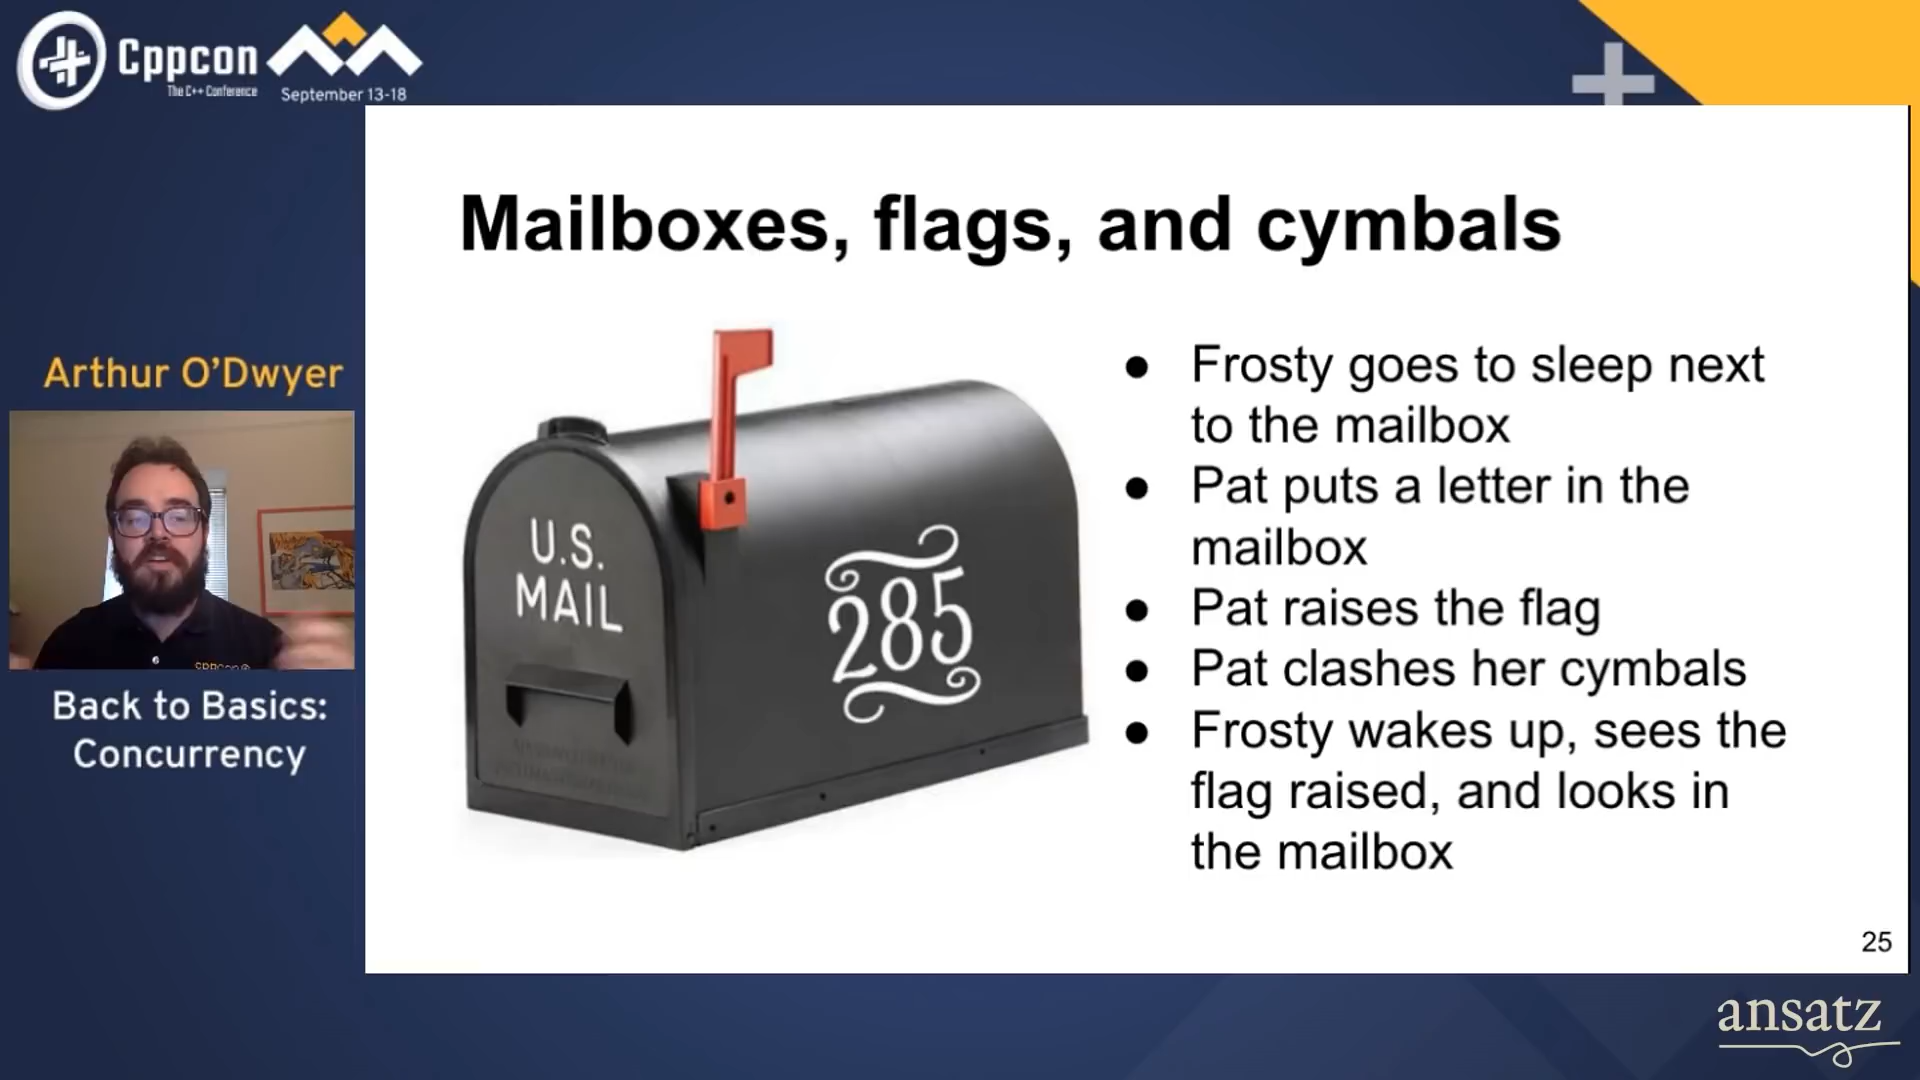 Cppcon
The C++ Conference
September 13-18
Mailboxes, flags, and cymbals
Arthur O'Dwyer
Back to Basics:
Concurrency
U.S.
MAIL
285
● Frosty goes to sleep next
to the mailbox
● Pat puts a letter in the
mailbox
● Pat raises the flag
● Pat clashes her cymbals
● Frosty wakes up, sees the
flag raised, and looks in
the mailbox
25
ansatz